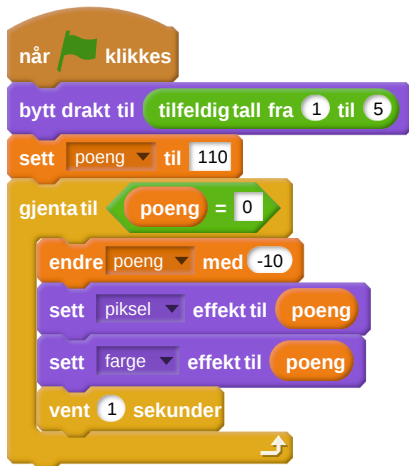 når klikkes
bytt drakt til tilfeldig tall fra 1 til 5
sett poeng til 110
gjenta til poeng = 0
endre poeng med -10
sett piksel effekt til poeng
sett farge effekt til poeng
vent 1 sekunder